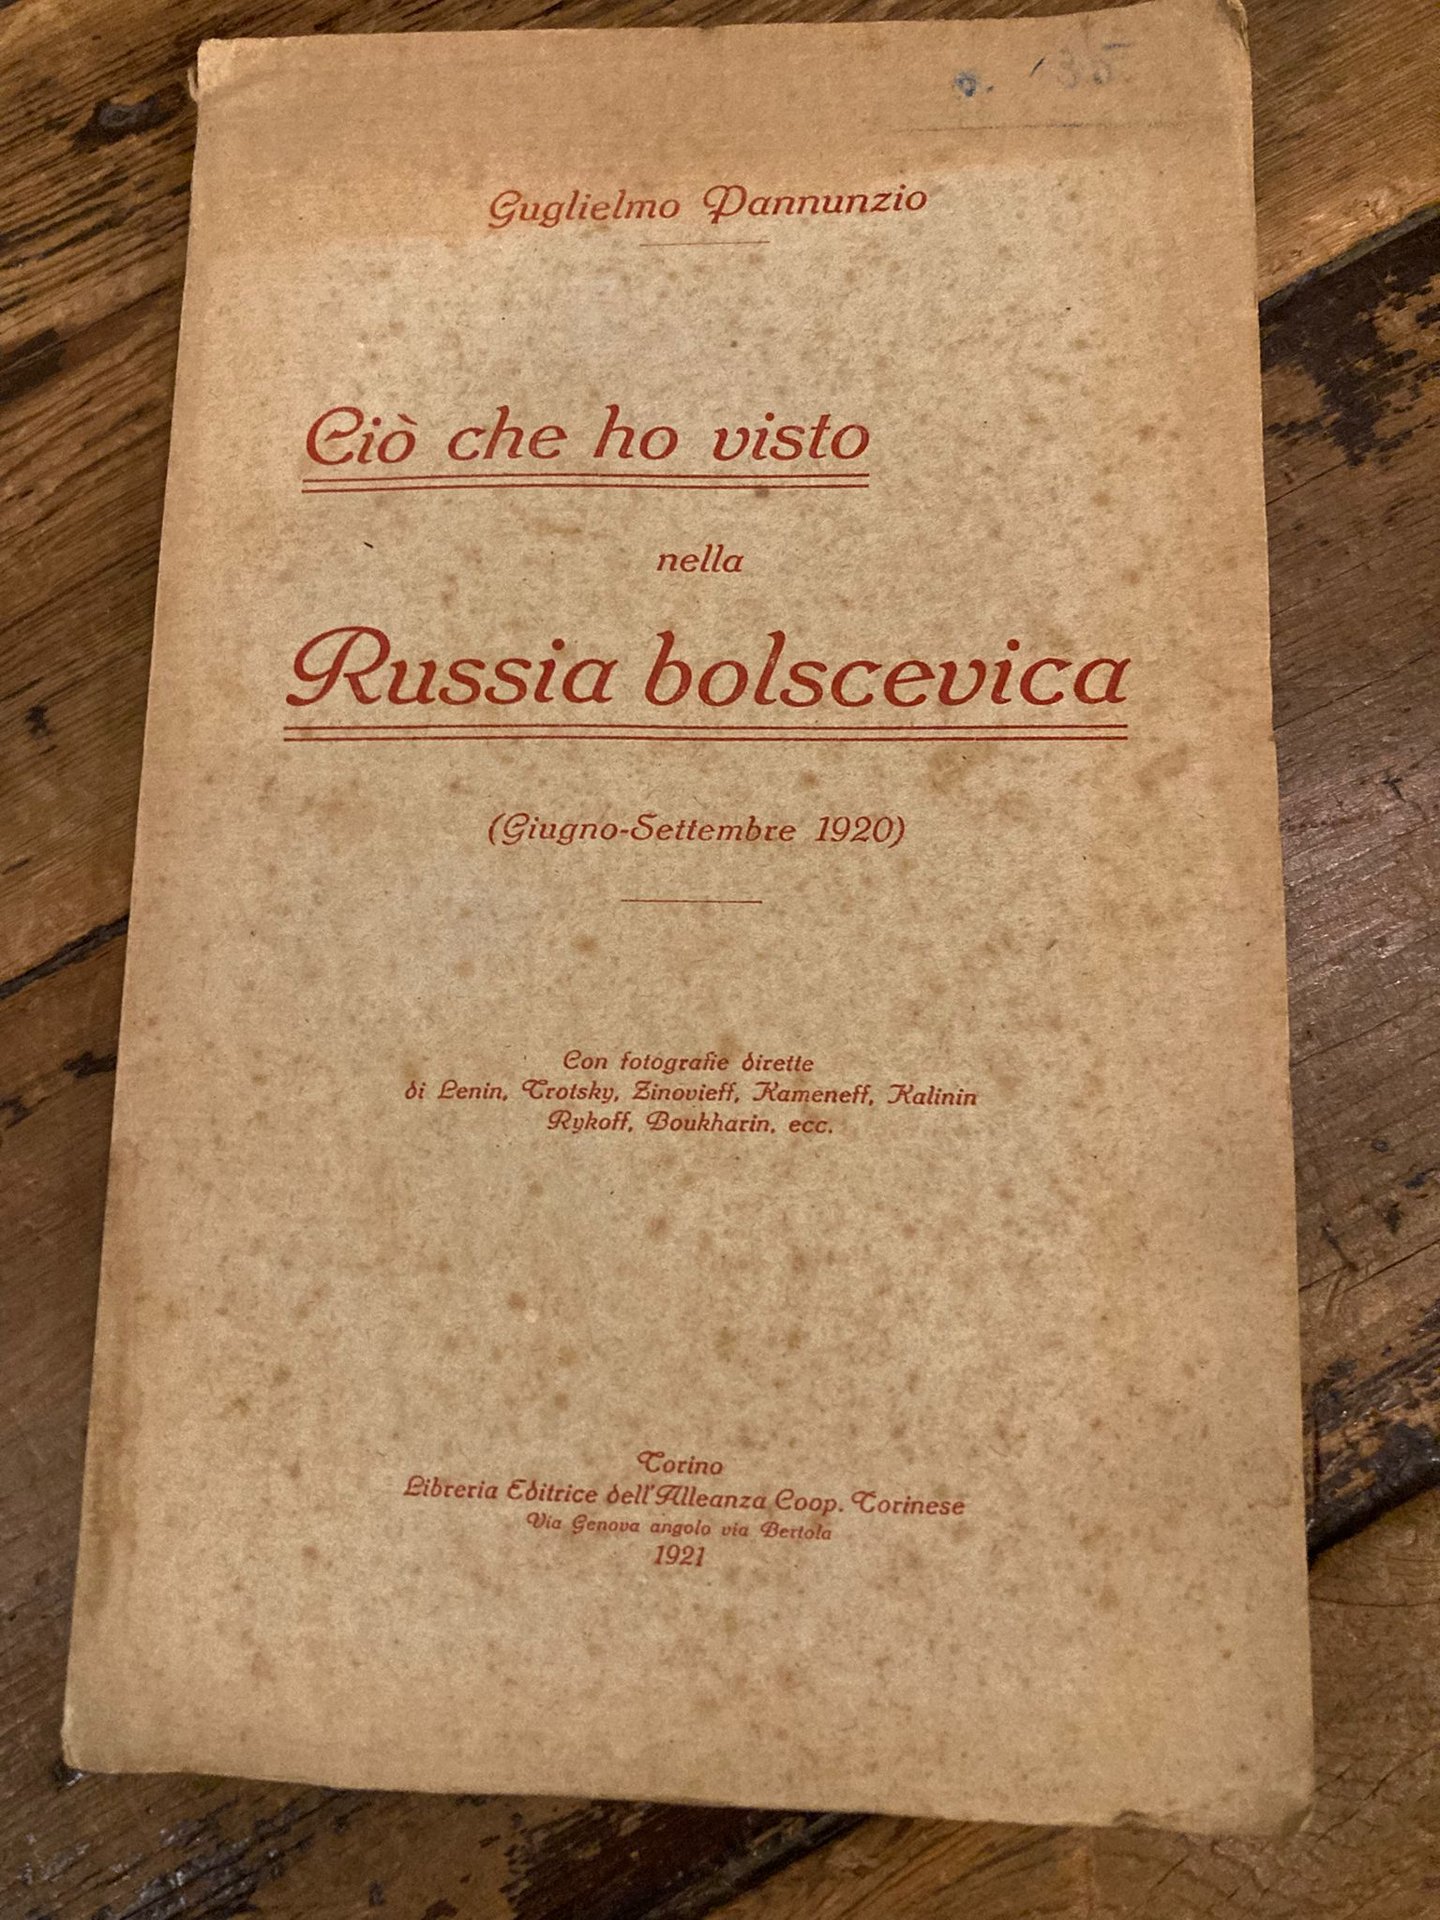 Guglielmo Pannunzio
Ciò che ho visto
nella
Russia bolscevica
(Giugno-Settembre 1920)
Con fotografie dirette
di Lenin, Trotsky, Zinovieff, Kameneff, Kalinin
Rykoff, Boukharin, ecc.
Torino
Libreria Editrice dell'Alleanza Coop. Torinese
Via Genova angolo via Bertola
1921